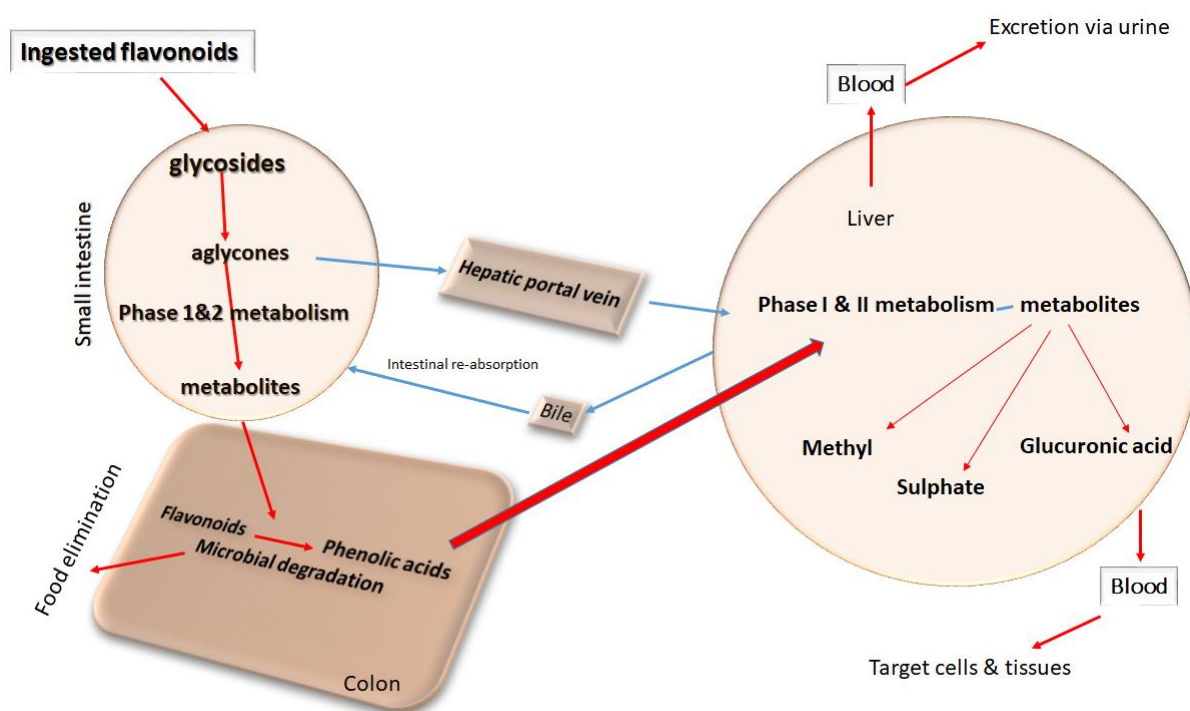 Ingested flavonoids
glycosides
aglycones
Phase 1&2 metabolism
metabolites
Small intestine
Hepatic portal vein
Intestinal re-absorption
Bile
Flavonoids
Phenolic acids
Microbial degradation
Colon
Food elimination
Excretion via urine
Blood
Liver
Phase I & II metabolism
metabolites
Methyl
Sulphate
Glucuronic acid
Blood
Target cells & tissues